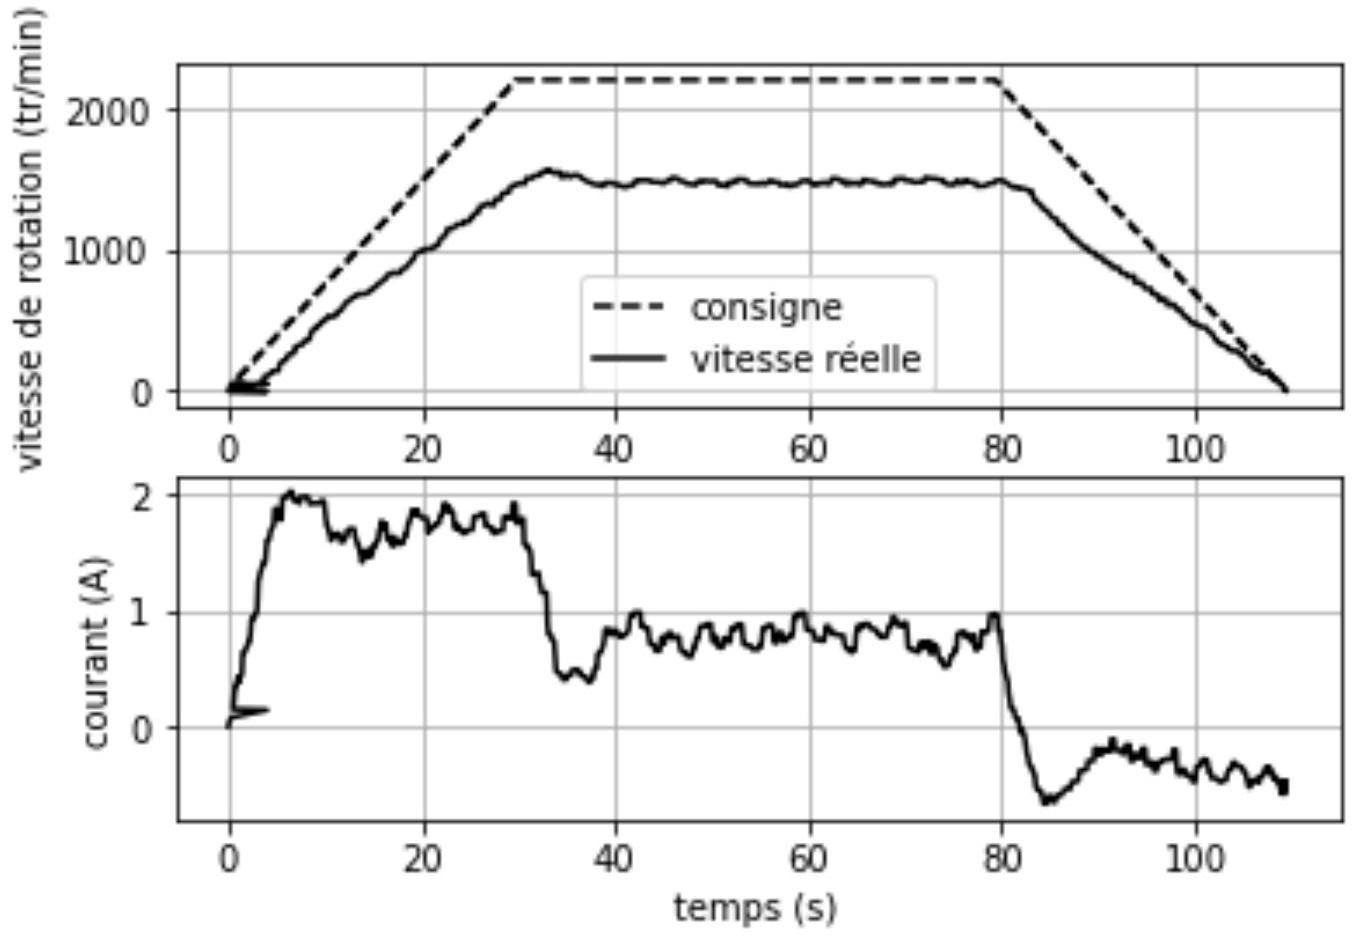 vitesse de rotation (tr/min)
2000
1000
0
consigne
vitesse réelle
0 20 40 60 80 100
courant (A)
2
1
0
0 20 40 60 80 100
temps (s)